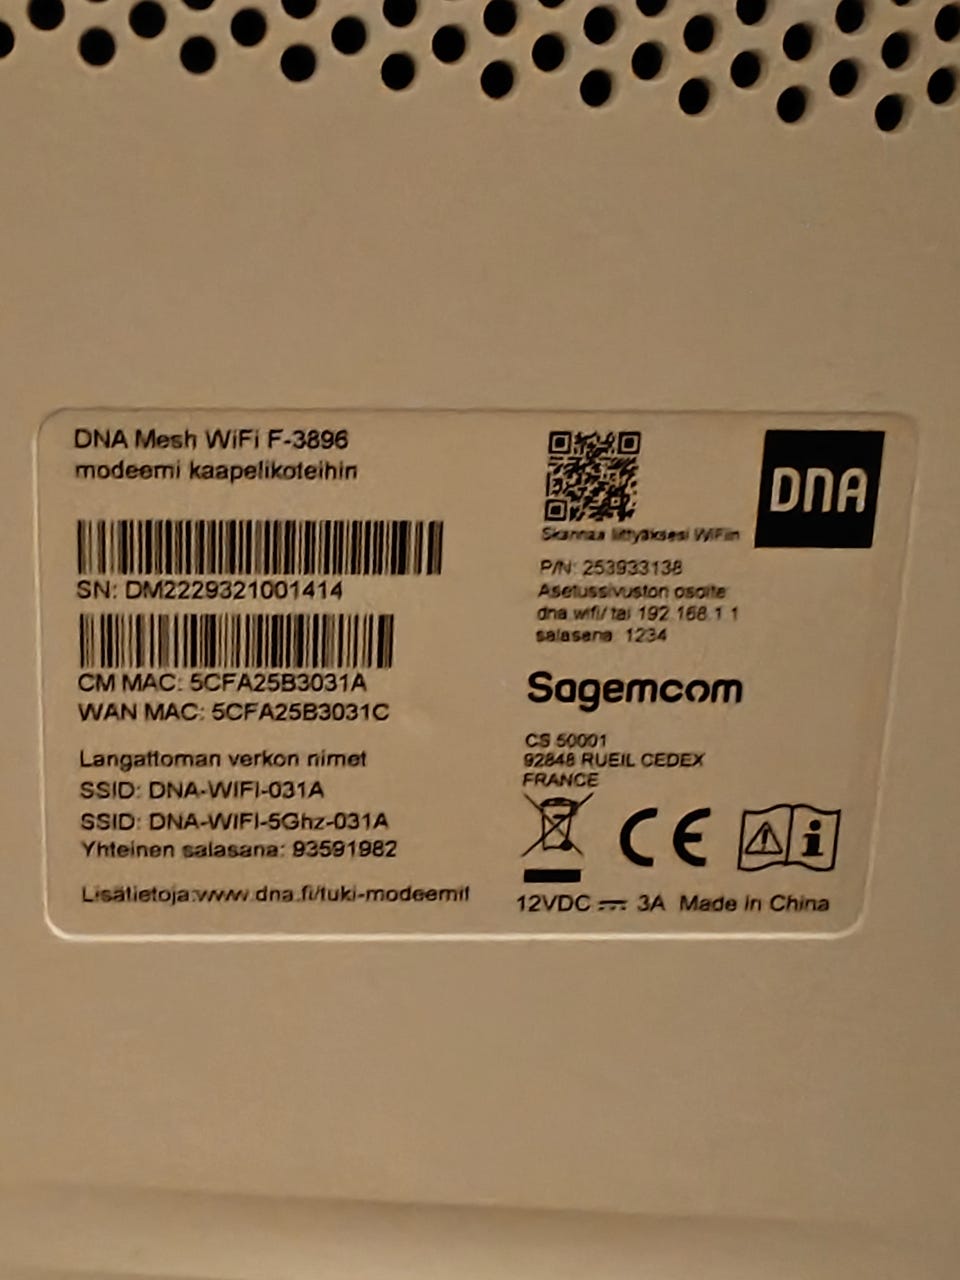 DNA Mesh WiFi F-3896
modeemi kaapelikoteihin
SN: DM2229321001414
CM MAC: 5CFA25B3031A
WAN MAC: 5CFA25B3031C
Langattoman verkon nimet
SSID: DNA-WIFI-031A
SSID: DNA-WIFI-5Ghz-031A
Yhteinen salasana: 93591982
Lisätietoja:www.dna.fi/tuki-modeemit
DNA
Skannaa liittyäksesi WiFiin
P/N: 253933138
Asetussivuston osoite
dna.wifi/ tai 192.168.1.1
salasana: 1234
Sagemcom
CS 50001
92848 RUEIL CEDEX
FRANCE
CE
12VDC ⎓ 3A Made in China